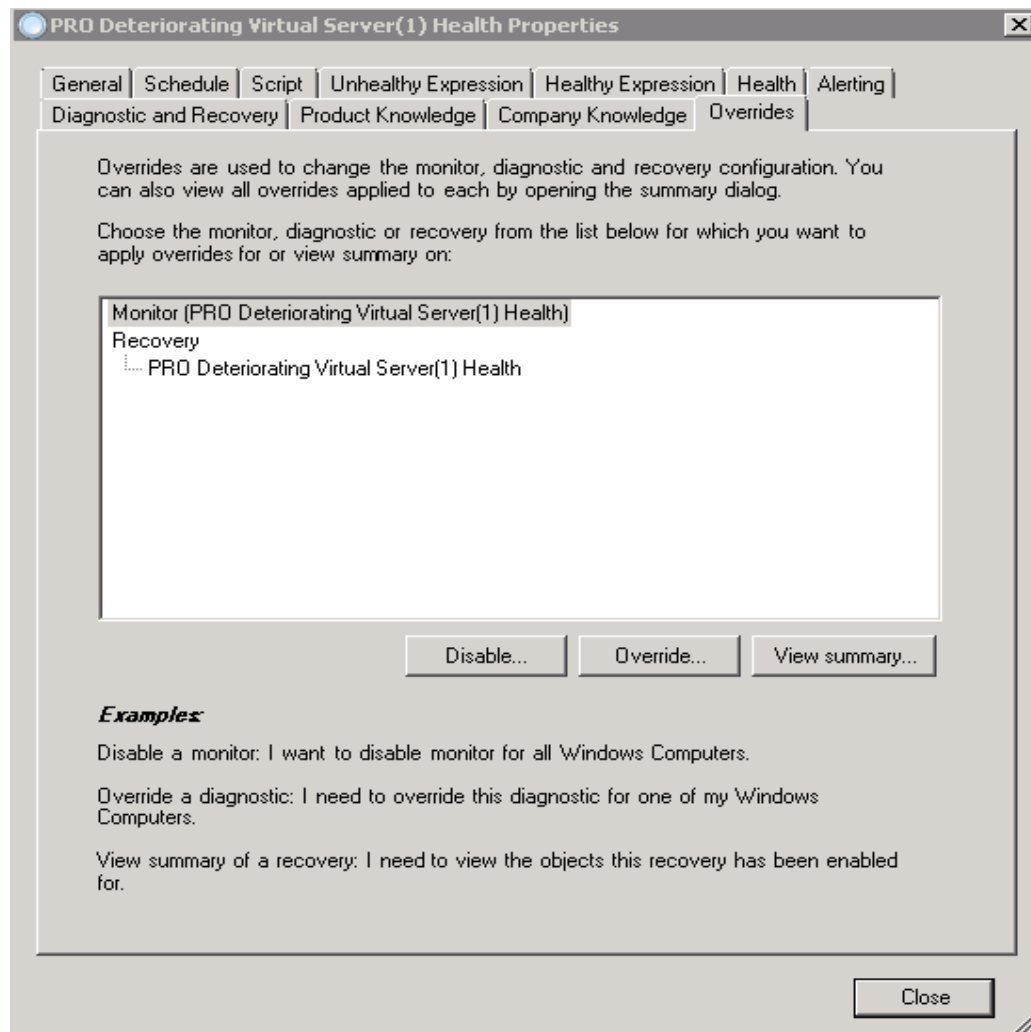 PRO Deteriorating Virtual Server(1) Health Properties
General Schedule Script Unhealthy Expression Healthy Expression Health Alerting
Diagnostic and Recovery Product Knowledge Company Knowledge Overrides
Overrides are used to change the monitor, diagnostic and recovery configuration. You
can also view all overrides applied to each by opening the summary dialog.
Choose the monitor, diagnostic or recovery from the list below for which you want to
apply overrides for or view summary on:
Monitor (PRO Deteriorating Virtual Server(1) Health)
Recovery
PRO Deteriorating Virtual Server(1) Health
Disable... Override... View summary...
Examples:
Disable a monitor: I want to disable monitor for all Windows Computers.
Override a diagnostic: I need to override this diagnostic for one of my Windows
Computers.
View summary of a recovery: I need to view the objects this recovery has been enabled
for.
Close